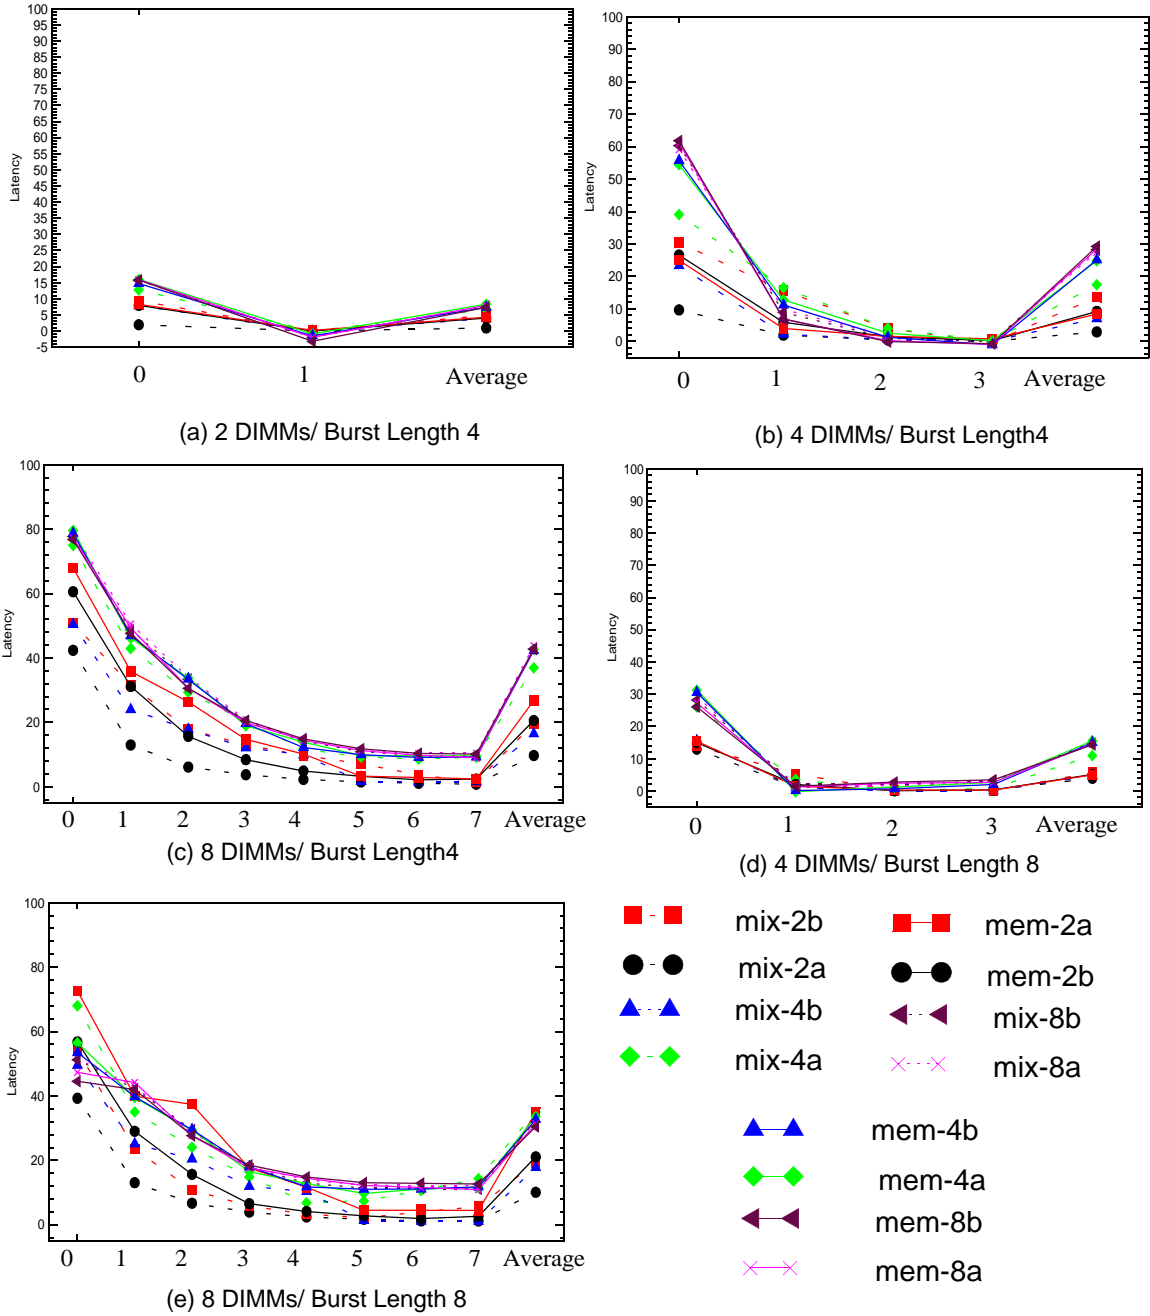 100
95
90
85
80
75
70
65
60
55
50
45
40
35
30
25
20
15
10
5
0
-5
Latency
0 1 Average
(a) 2 DIMMs/ Burst Length 4
100
90
80
70
60
50
40
30
20
10
0
Latency
0 1 2 3 Average
(b) 4 DIMMs/ Burst Length4
100
80
60
40
20
0
Latency
0 1 2 3 4 5 6 7 Average
(c) 8 DIMMs/ Burst Length4
100
90
80
70
60
50
40
30
20
10
0
Latency
0 1 2 3 Average
(d) 4 DIMMs/ Burst Length 8
100
80
60
40
20
0
Latency
0 1 2 3 4 5 6 7 Average
(e) 8 DIMMs/ Burst Length 8
mix-2b
mix-2a
mix-4b
mix-4a
mem-2a
mem-2b
mix-8b
mix-8a
mem-4b
mem-4a
mem-8b
mem-8a